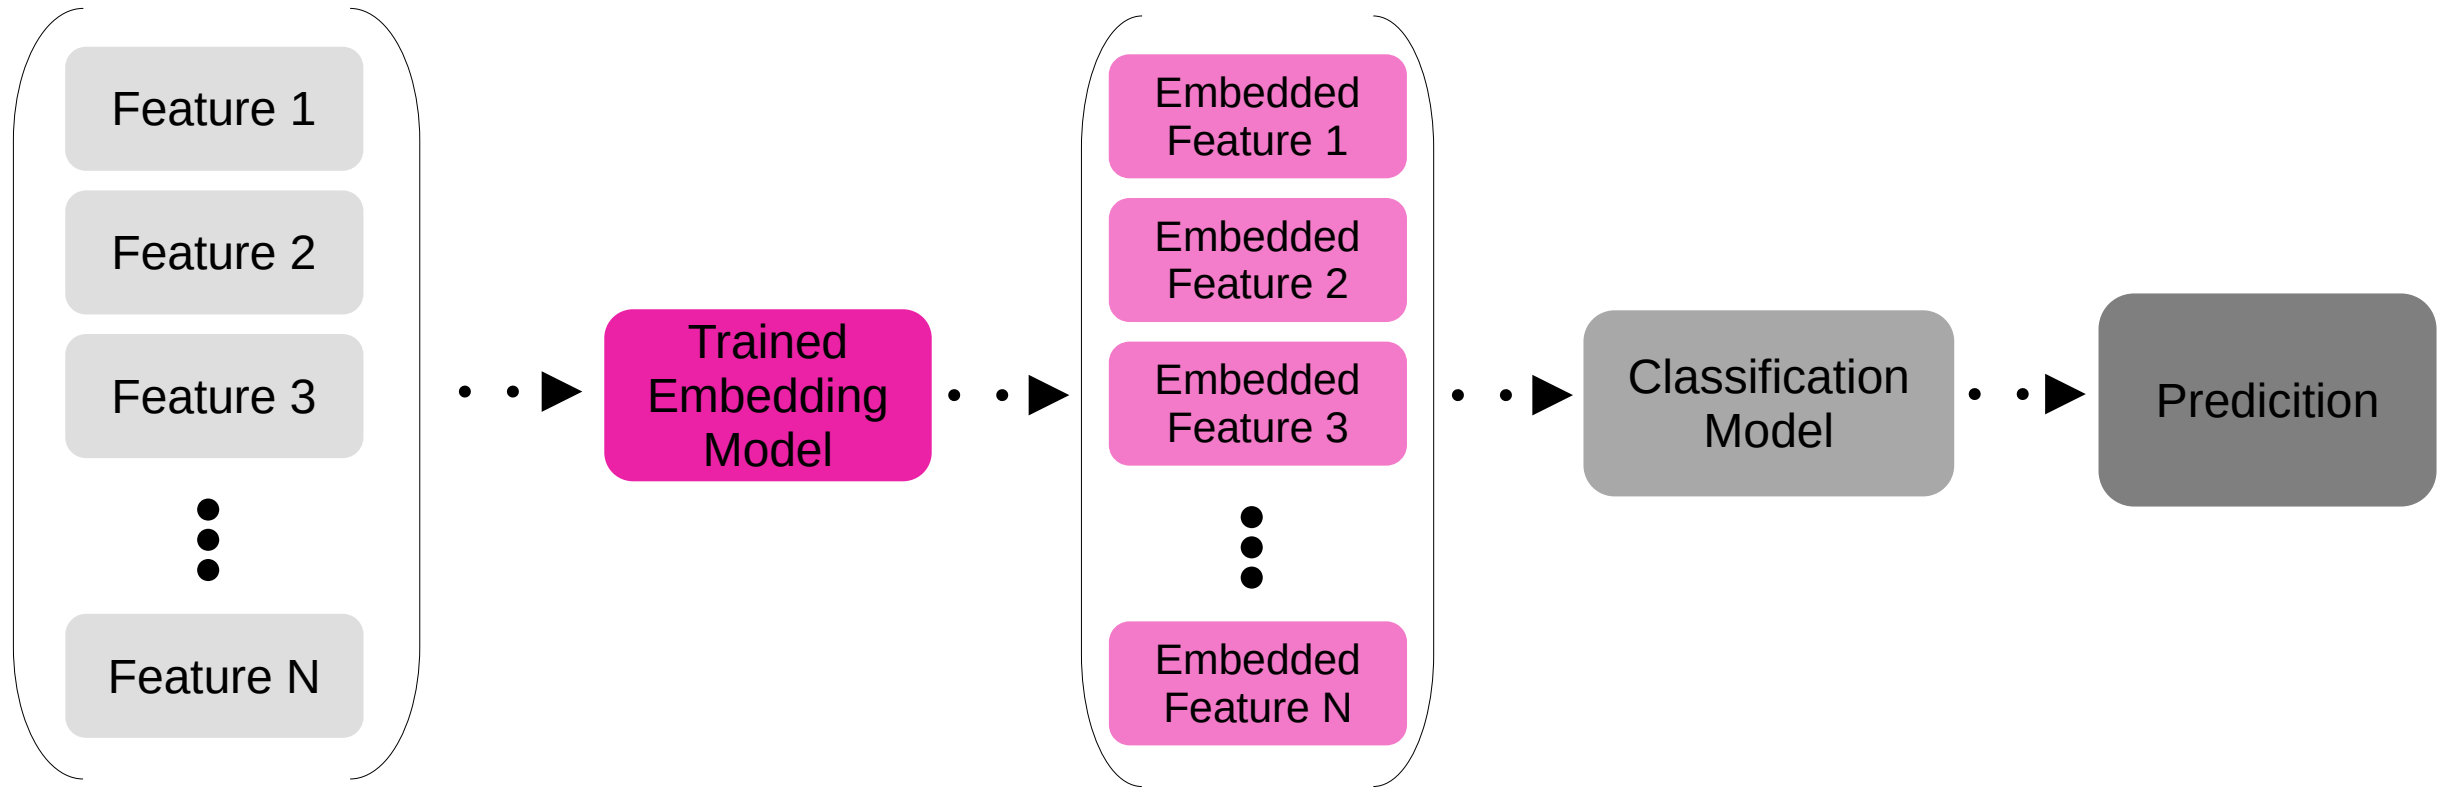 Feature 1
Feature 2
Feature 3
Feature N
Trained
Embedding
Model
Embedded
Feature 1
Embedded
Feature 2
Embedded
Feature 3
Embedded
Feature N
Classification
Model
Predicition